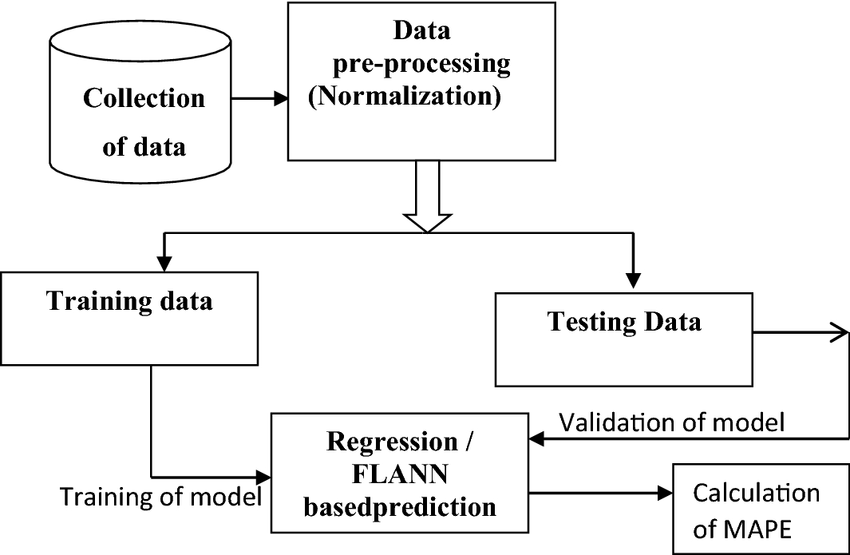 Collection
of data
Data
pre-processing
(Normalization)
Training data
Testing Data
Training of model
Validation of model
Regression /
FLANN
basedprediction
Calculation
of MAPE